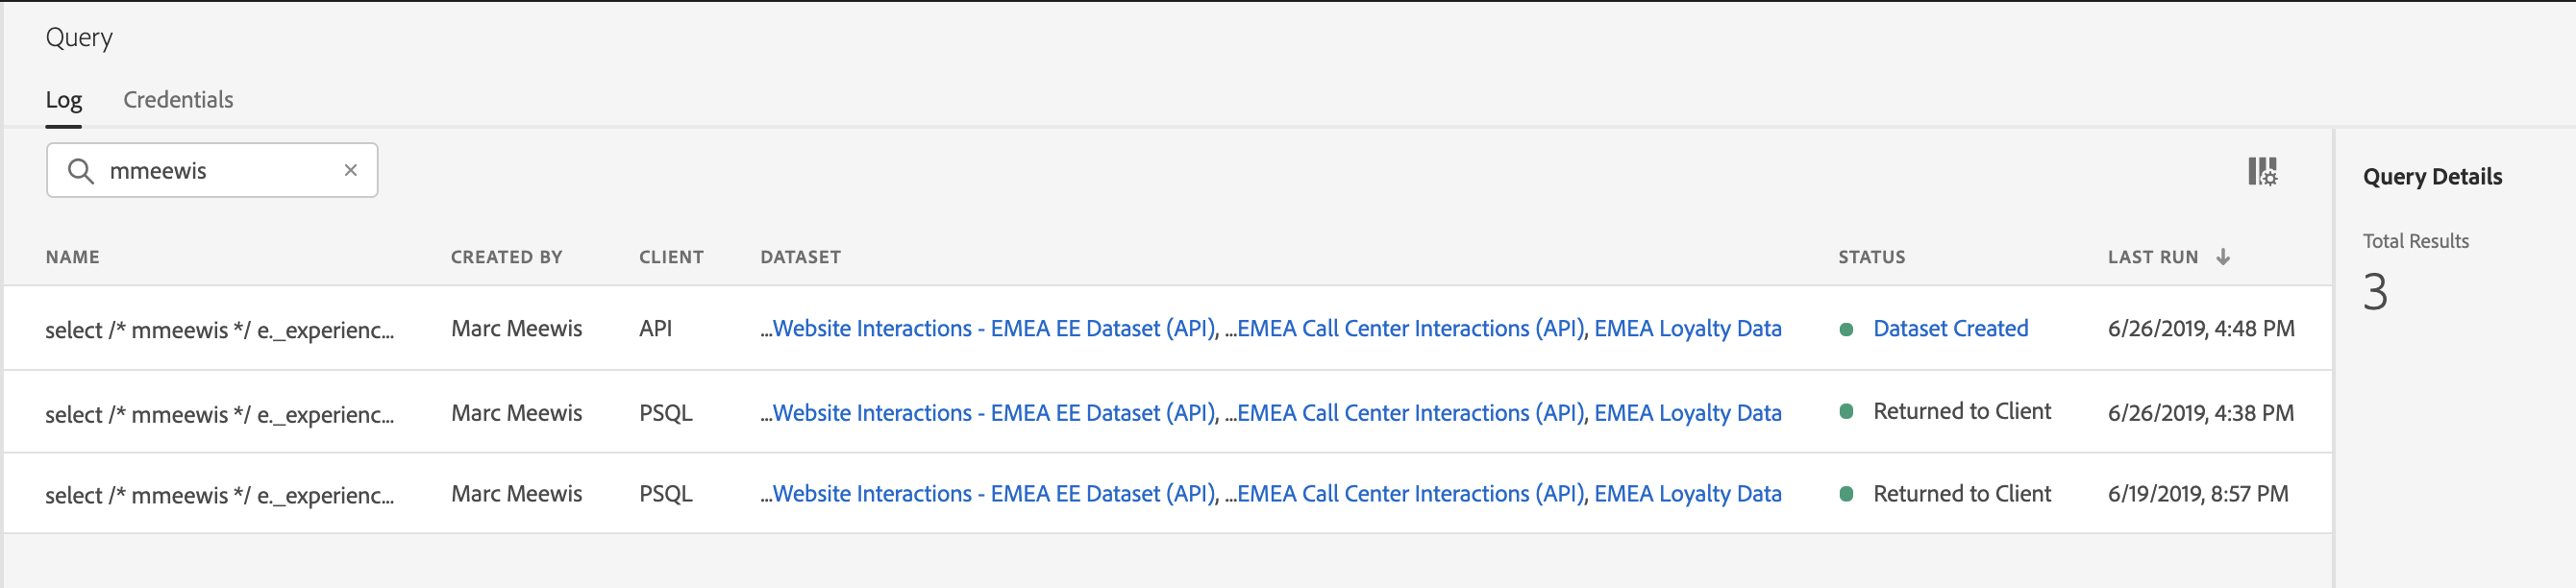 Query
Log Credentials
mmeewis
Query Details
Total Results
3
NAME CREATED BY CLIENT DATASET STATUS LAST RUN
select /* mmeewis */ e._experienc... Marc Meewis API ...Website Interactions - EMEA EE Dataset (API), ...EMEA Call Center Interactions (API), EMEA Loyalty Data Dataset Created 6/26/2019, 4:48 PM
select /* mmeewis */ e._experienc... Marc Meewis PSQL ...Website Interactions - EMEA EE Dataset (API), ...EMEA Call Center Interactions (API), EMEA Loyalty Data Returned to Client 6/26/2019, 4:38 PM
select /* mmeewis */ e._experienc... Marc Meewis PSQL ...Website Interactions - EMEA EE Dataset (API), ...EMEA Call Center Interactions (API), EMEA Loyalty Data Returned to Client 6/19/2019, 8:57 PM